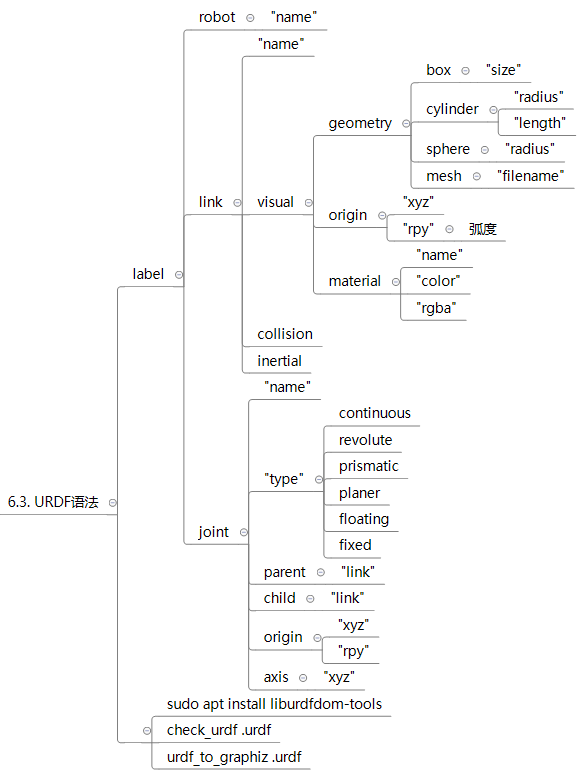 robot "name"
"name"
box "size"
"radius"
cylinder
geometry "length"
sphere "radius"
mesh "filename"
link visual "xyz"
origin
"rpy" 弧度
"name"
label material "color"
"rgba"
collision
inertial
"name"
continuous
revolute
"type" prismatic
planer
6.3. URDF语法 floating
joint fixed
parent "link"
child "link"
"xyz"
origin
"rpy"
axis "xyz"
sudo apt install liburdfdom-tools
check_urdf .urdf
urdf_to_graphiz .urdf